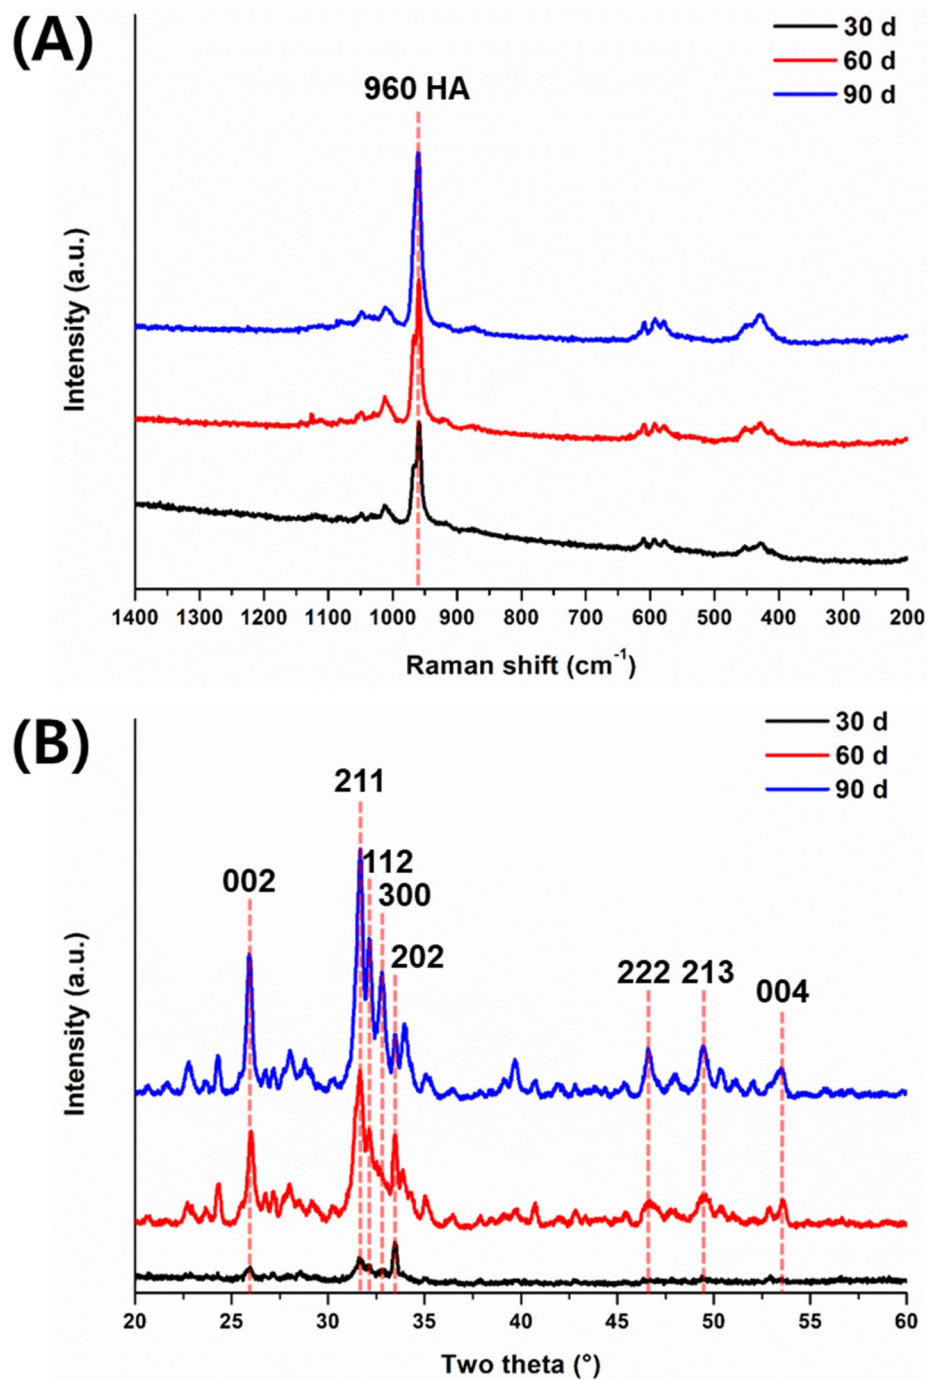 (A)
30 d
60 d
90 d
960 HA
Intensity (a.u.)
1400 1300 1200 1100 1000 900 800 700 600 500 400 300 200
Raman shift (cm⁻¹)
(B)
30 d
60 d
90 d
211
112
002
300
202
222 213
004
Intensity (a.u.)
20 25 30 35 40 45 50 55 60
Two theta (°)